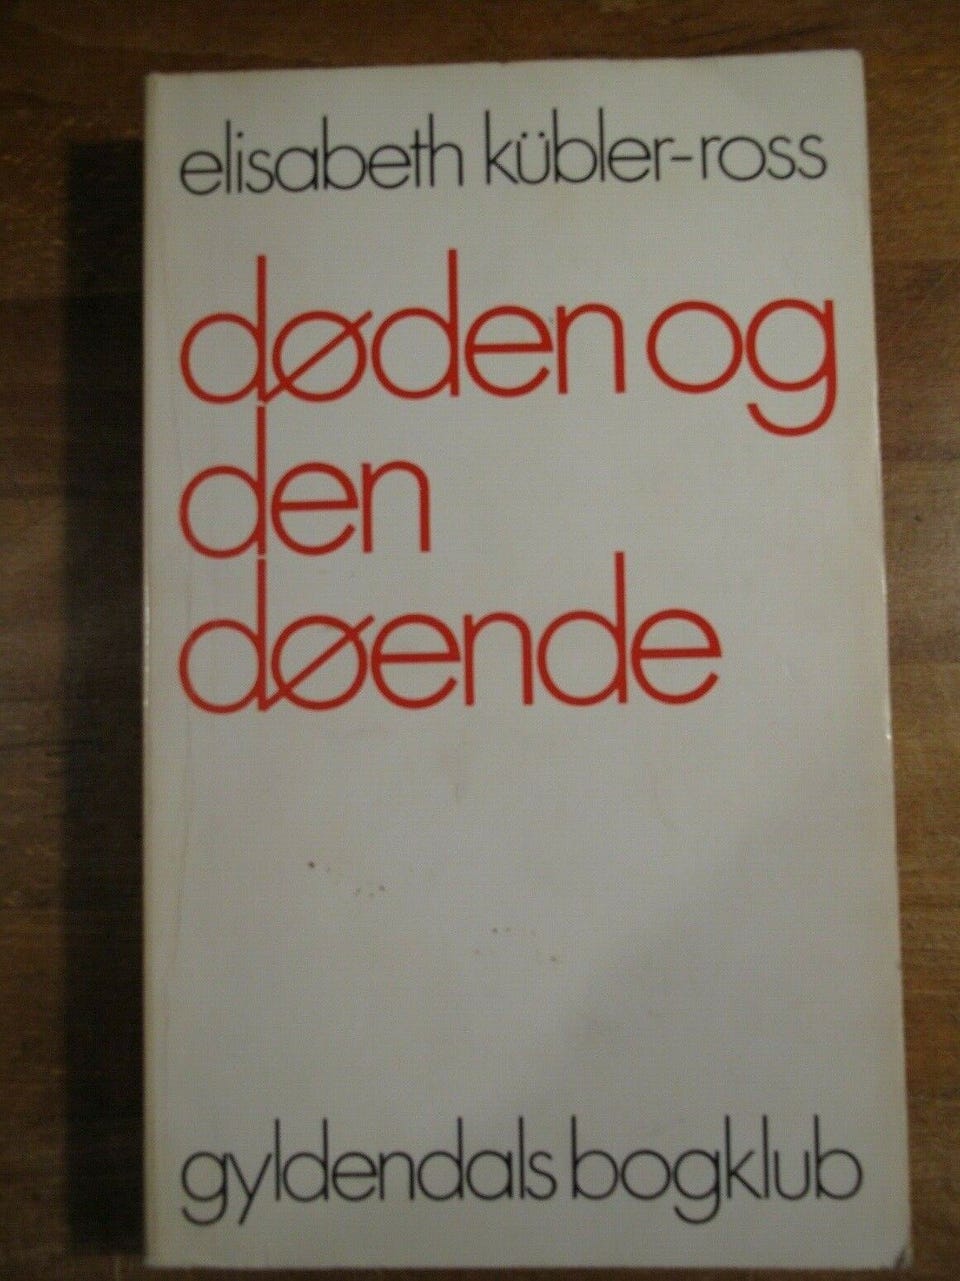 elisabeth kübler-ross
døden og
den
døende
gyldendals bogklub